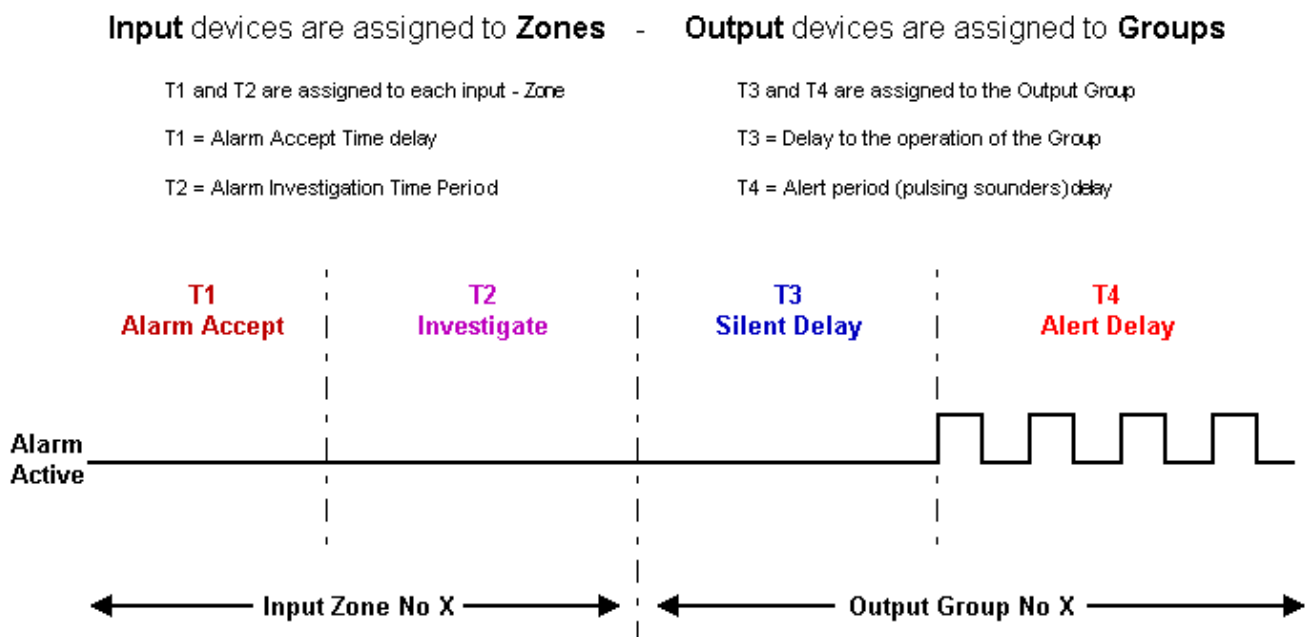 Input devices are assigned to Zones - Output devices are assigned to Groups
T1 and T2 are assigned to each input - Zone
T1 = Alarm Accept Time delay
T2 = Alarm Investigation Time Period
T3 and T4 are assigned to the Output Group
T3 = Delay to the operation of the Group
T4 = Alert period (pulsing sounders) delay
T1
Alarm Accept
T2
Investigate
T3
Silent Delay
T4
Alert Delay
Alarm
Active
Input Zone No X
Output Group No X